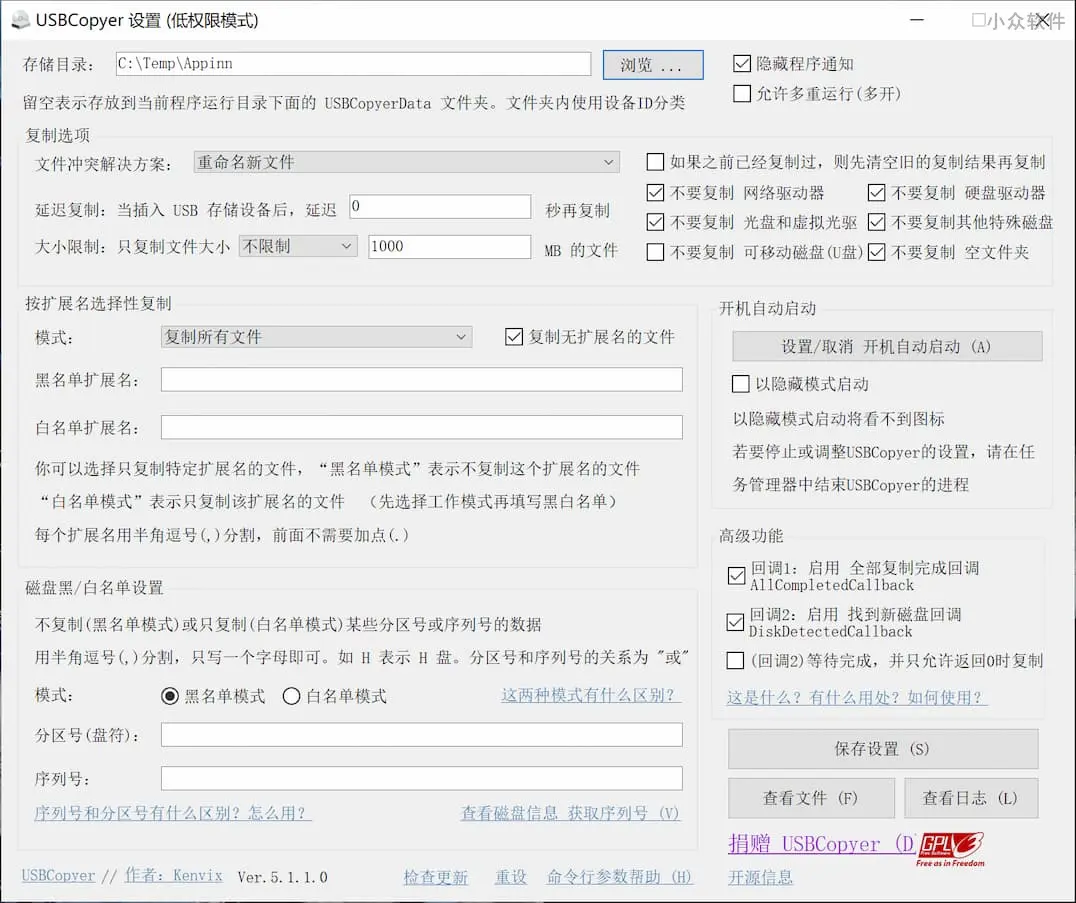 USBCopyer 设置 (低权限模式)
小众软件
存储目录:
C:\Temp\Appinn
浏览 ...
隐藏程序通知
允许多重运行(多开)
留空表示存放到当前程序运行目录下面的 USBCopyerData 文件夹。文件夹内使用设备ID分类
复制选项
文件冲突解决方案:
重命名新文件
如果之前已经复制过，则先清空旧的复制结果再复制
不要复制 网络驱动器
不要复制 硬盘驱动器
延迟复制: 当插入 USB 存储设备后，延迟
0
秒再复制
不要复制 光盘和虚拟光驱
不要复制其他特殊磁盘
大小限制: 只复制文件大小
不限制
1000
MB 的文件
不要复制 可移动磁盘(U盘)
不要复制 空文件夹
按扩展名选择性复制
模式:
复制所有文件
复制无扩展名的文件
黑名单扩展名:
白名单扩展名:
你可以选择只复制特定扩展名的文件，“黑名单模式”表示不复制这个扩展名的文件
“白名单模式”表示只复制该扩展名的文件 （先选择工作模式再填写黑白名单）
每个扩展名用半角逗号(,)分割，前面不需要加点(.)
开机自动启动
设置/取消 开机自动启动 (A)
以隐藏模式启动
以隐藏模式启动将看不到图标
若要停止或调整USBCopyer的设置，请在任
务管理器中结束USBCopyer的进程
磁盘黑/白名单设置
不复制(黑名单模式)或只复制(白名单模式)某些分区号或序列号的数据
用半角逗号(,)分割，只写一个字母即可。如 H 表示 H 盘。分区号和序列号的关系为 "或"
模式:
黑名单模式
白名单模式
这两种模式有什么区别？
分区号(盘符):
序列号:
序列号和分区号有什么区别？怎么用？
查看磁盘信息 获取序列号 (V)
高级功能
回调1: 启用 全部复制完成回调
AllCompletedCallback
回调2: 启用 找到新磁盘回调
DiskDetectedCallback
(回调2)等待完成，并只允许返回0时复制
这是什么？有什么用处？如何使用？
保存设置 (S)
查看文件 (F)
查看日志 (L)
捐赠 USBCopyer (D
GPL 3
Free Software
Free as in Freedom
USBCopyer // 作者: Kenvix Ver.5.1.1.0
检查更新
重设
命令行参数帮助 (H)
开源信息